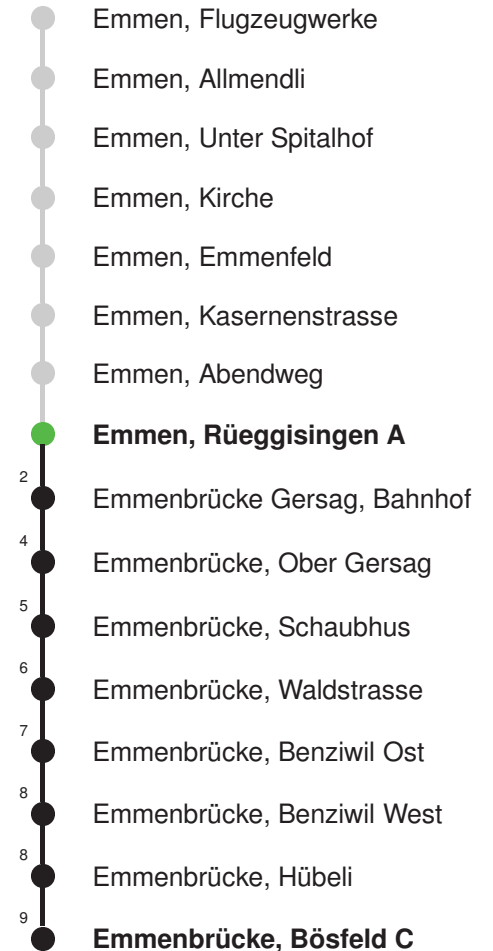 Emmen, Flugzeugwerke
Emmen, Allmendli
Emmen, Unter Spitalhof
Emmen, Kirche
Emmen, Emmenfeld
Emmen, Kasernenstrasse
Emmen, Abendweg
Emmen, Rüeggisingen A
2 Emmenbrücke Gersag, Bahnhof
4 Emmenbrücke, Ober Gersag
5 Emmenbrücke, Schaubhus
6 Emmenbrücke, Waldstrasse
7 Emmenbrücke, Benziwil Ost
8 Emmenbrücke, Benziwil West
8 Emmenbrücke, Hübeli
9 Emmenbrücke, Bösfeld C